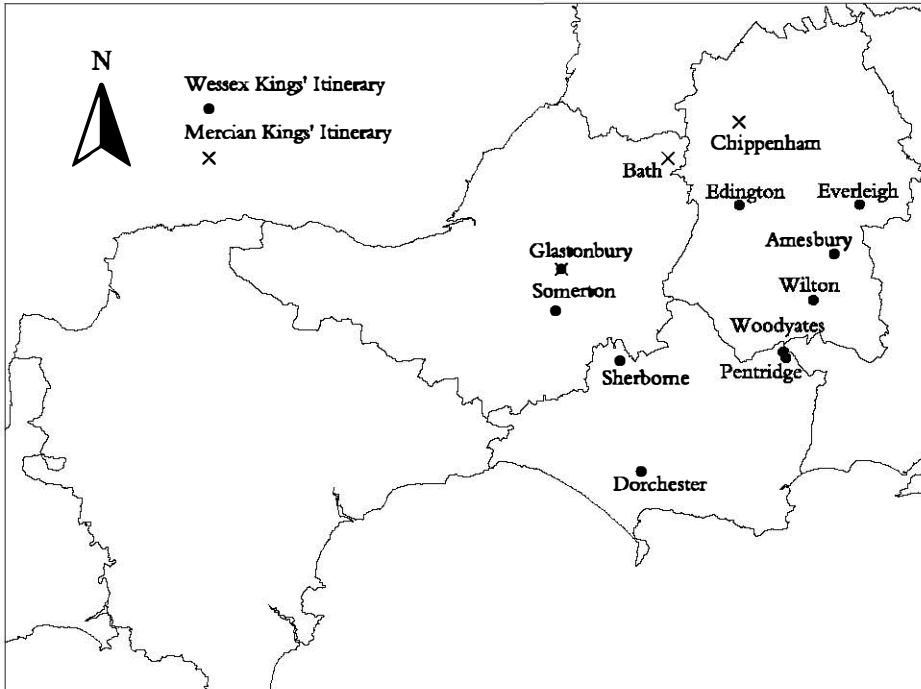 N
Wessex Kings' Itinerary
Mercian Kings' Itinerary
Chippenham
Bath
Edington
Everleigh
Amesbury
Glastonbury
Somerton
Wilton
Woodyates
Pentridge
Sherborne
Dorchester